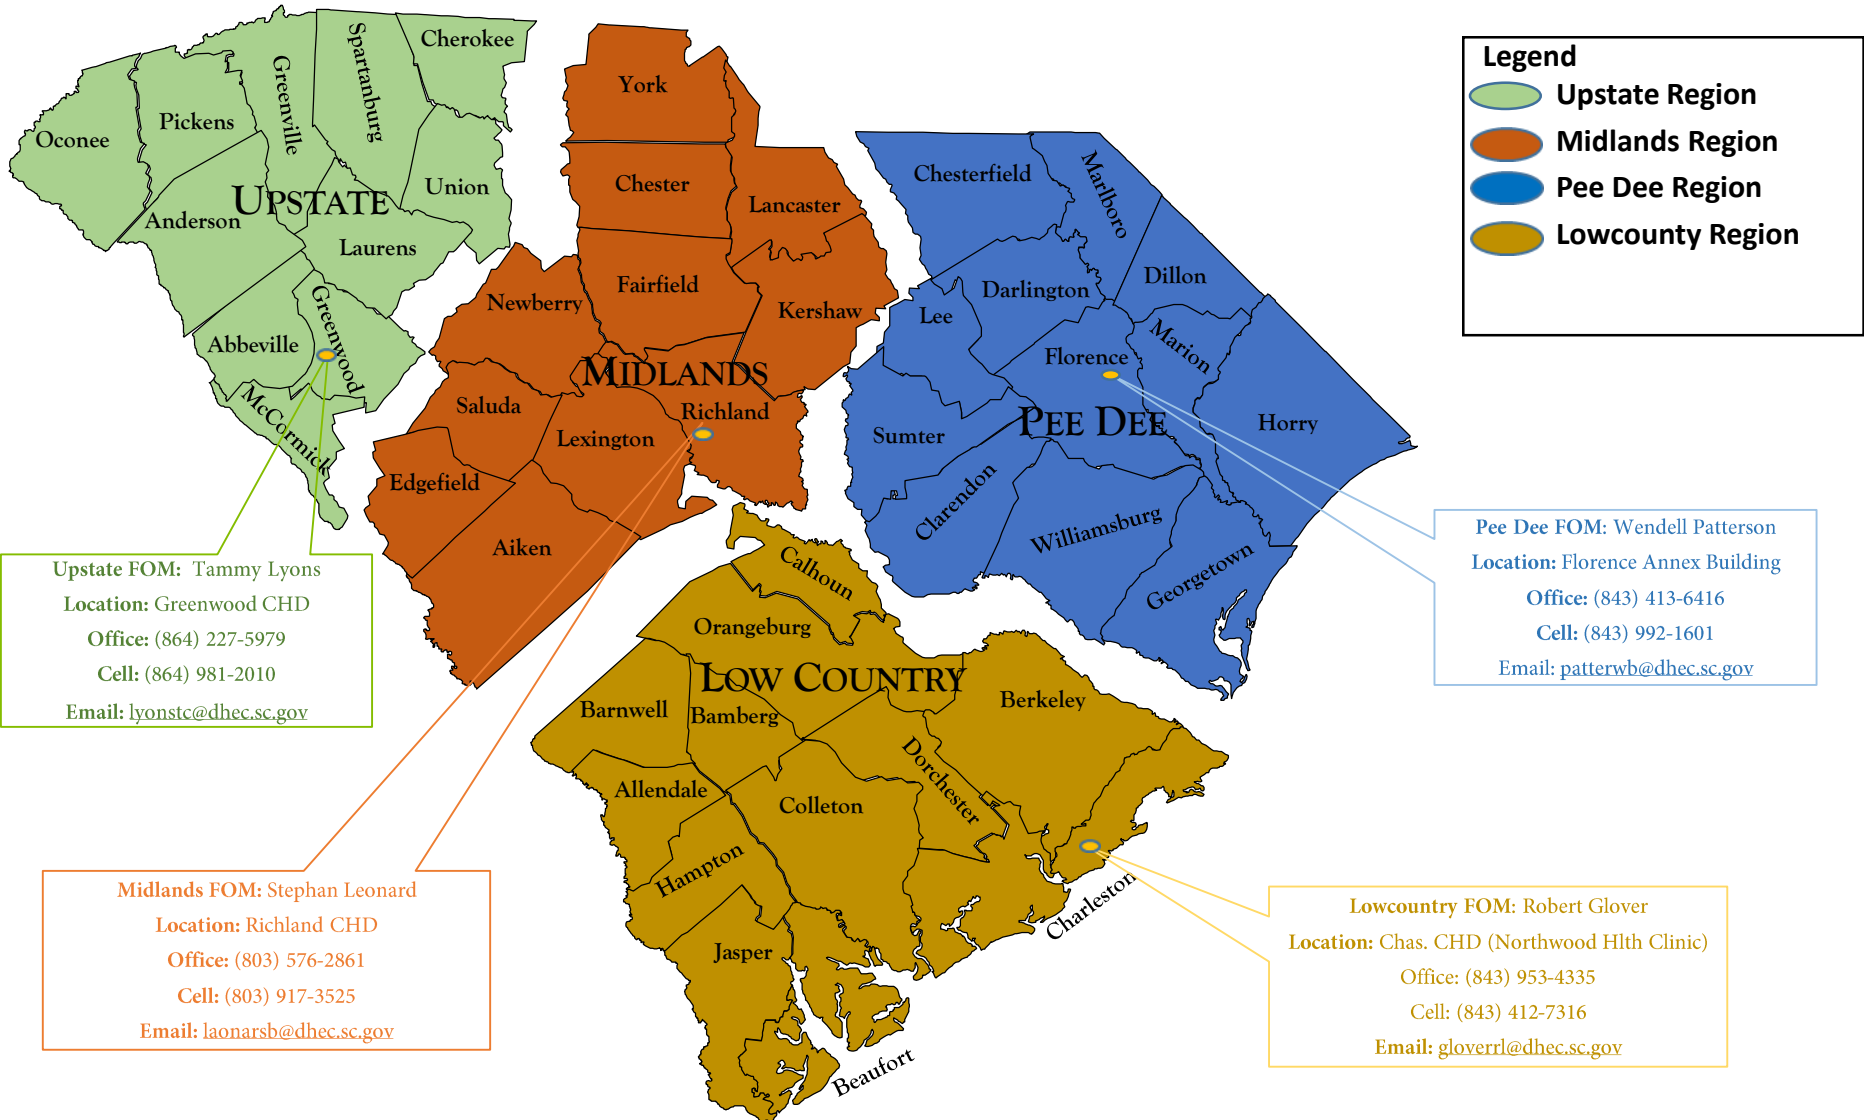 Cherokee
Spartanburg
Greenville
Pickens
Oconee
Union
UPSTATE
Anderson
Laurens
Greenwood
Abbeville
McCormick
York
Chester
Lancaster
Fairfield
Newberry
Kershaw
MIDLANDS
Saluda
Richland
Lexington
Edgefield
Aiken
Chesterfield
Marlboro
Dillon
Darlington
Lee
Marion
Florence
PEE DEE
Horry
Sumter
Clarendon
Williamsburg
Georgetown
Calhoun
Orangeburg
LOW COUNTRY
Berkeley
Barnwell
Bamberg
Dorchester
Allendale
Colleton
Hampton
Charleston
Jasper
Beaufort
Legend
Upstate Region
Midlands Region
Pee Dee Region
Lowcounty Region
Upstate FOM: Tammy Lyons
Location: Greenwood CHD
Office: (864) 227-5979
Cell: (864) 981-2010
Email: lyonstc@dhec.sc.gov
Pee Dee FOM: Wendell Patterson
Location: Florence Annex Building
Office: (843) 413-6416
Cell: (843) 992-1601
Email: patterwb@dhec.sc.gov
Midlands FOM: Stephan Leonard
Location: Richland CHD
Office: (803) 576-2861
Cell: (803) 917-3525
Email: laonarsb@dhec.sc.gov
Lowcountry FOM: Robert Glover
Location: Chas. CHD (Northwood Hlth Clinic)
Office: (843) 953-4335
Cell: (843) 412-7316
Email: gloverrl@dhec.sc.gov